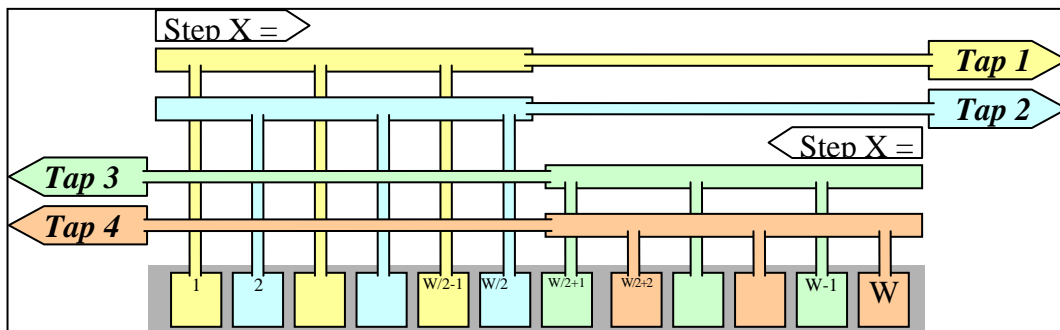 Step X =
Tap 1
Tap 2
Step X =
Tap 3
Tap 4
1 2 W/2-1 W/2 W/2+1 W/2+2 W-1 W